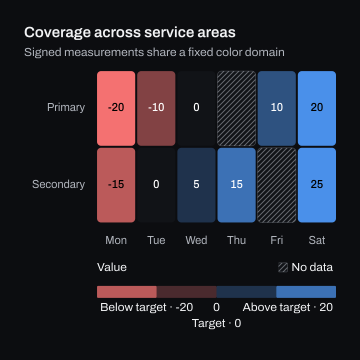 Coverage across service areas
Signed measurements share a fixed color domain
Primary -20 -10 0 10 20
Secondary -15 0 5 15 25
Mon Tue Wed Thu Fri Sat
Value No data
Below target · -20 0 Above target · 20
Target · 0